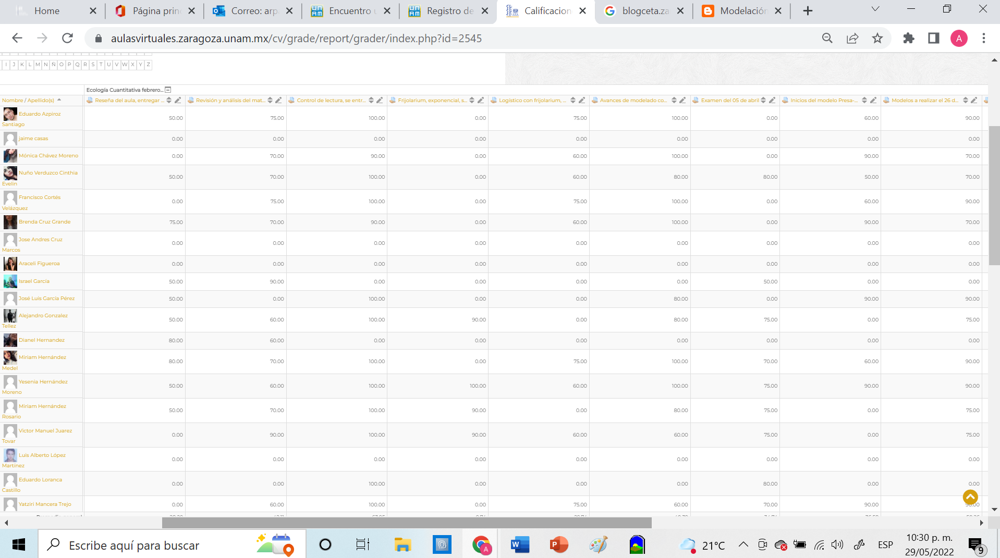 Home
Página prin
Correo: arp
Encuentro u
Registro de
Calificacion
blogceta.za
Modelación
aulasvirtuales.zaragoza.unam.mx/cv/grade/report/grader/index.php?id=2545
I J K L M N Ñ O P Q R S T U V W X Y Z
Ecología Cuantitativa febrero...
Nombre / Apellido(s) Reseña del aula, entregar ... Revisión y análisis del mat... Control de lectura, se entr... Frijolarium, exponencial, s... Logístico con frijolarium, ... Avances de modelado co... Examen del 05 de abril Inicios del modelo Presa-... Modelos a realizar el 26 d...
Eduardo Azpiroz Santiago 50.00 75.00 100.00 0.00 75.00 100.00 0.00 60.00 90.00
jaime casas 0.00 0.00 0.00 0.00 0.00 0.00 0.00 0.00 0.00
Mónica Chávez Moreno 0.00 70.00 90.00 0.00 60.00 100.00 0.00 90.00 70.00
Nuño Verduzco Cinthia Evelin 50.00 70.00 100.00 0.00 60.00 80.00 80.00 50.00 70.00
Francisco Cortés Velázquez 0.00 75.00 100.00 0.00 75.00 100.00 0.00 60.00 90.00
Brenda Cruz Grande 75.00 70.00 90.00 0.00 60.00 100.00 0.00 90.00 70.00
Jose Andres Cruz Marcos 0.00 0.00 0.00 0.00 0.00 0.00 0.00 0.00 0.00
Araceli Figueroa 0.00 0.00 0.00 0.00 0.00 0.00 0.00 0.00 0.00
Israel García 50.00 90.00 0.00 0.00 0.00 0.00 50.00 0.00 0.00
José Luis García Pérez 50.00 0.00 100.00 0.00 0.00 80.00 0.00 90.00 90.00
Alejandro Gonzalez Tellez 50.00 60.00 100.00 90.00 0.00 80.00 75.00 0.00 75.00
Dianel Hernandez 80.00 60.00 0.00 0.00 0.00 0.00 0.00 0.00 0.00
Miriam Hernández Medel 80.00 70.00 100.00 0.00 75.00 100.00 70.00 60.00 90.00
Yesenia Hernández Moreno 50.00 60.00 100.00 100.00 60.00 100.00 75.00 90.00 90.00
Miriam Hernández Rosario 50.00 70.00 100.00 90.00 0.00 80.00 75.00 0.00 75.00
Victor Manuel Juarez Tovar 0.00 90.00 100.00 90.00 60.00 60.00 75.00 0.00 75.00
Luis Alberto López Martínez 0.00 0.00 0.00 0.00 0.00 0.00 0.00 0.00 0.00
Eduardo Loranca Castillo 0.00 0.00 100.00 0.00 0.00 0.00 80.00 0.00 0.00
Yatziri Mancera Trejo 0.00 60.00 100.00 0.00 75.00 60.00 70.00 90.00 90.00
Escribe aquí para buscar
21°C
ESP
10:30 p. m.
29/05/2022
9